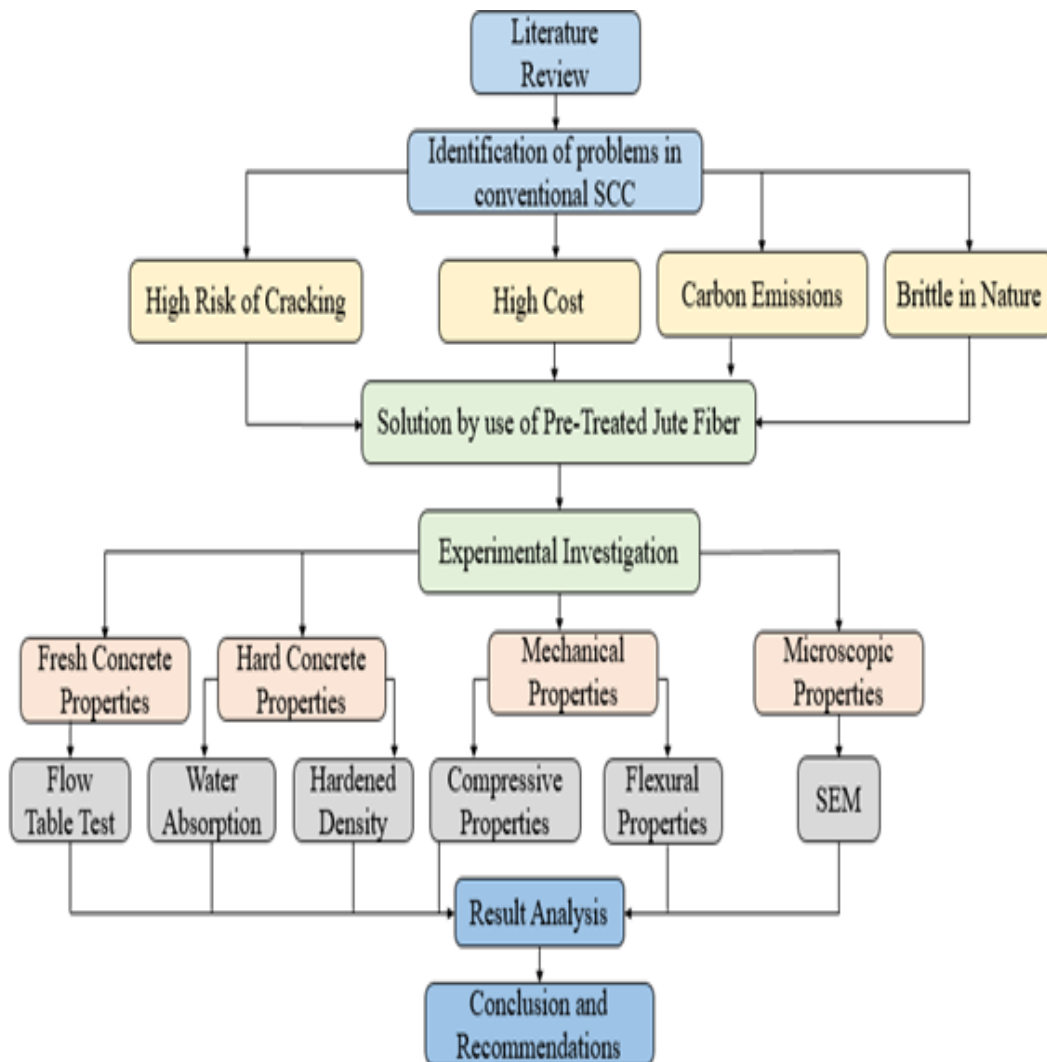 Literature
Review
Identification of problems in
conventional SCC
High Risk of Cracking
High Cost
Carbon Emissions
Brittle in Nature
Solution by use of Pre-Treated Jute Fiber
Experimental Investigation
Fresh Concrete
Properties
Hard Concrete
Properties
Mechanical
Properties
Microscopic
Properties
Flow
Table Test
Water
Absorption
Hardened
Density
Compressive
Properties
Flexural
Properties
SEM
Result Analysis
Conclusion and
Recommendations